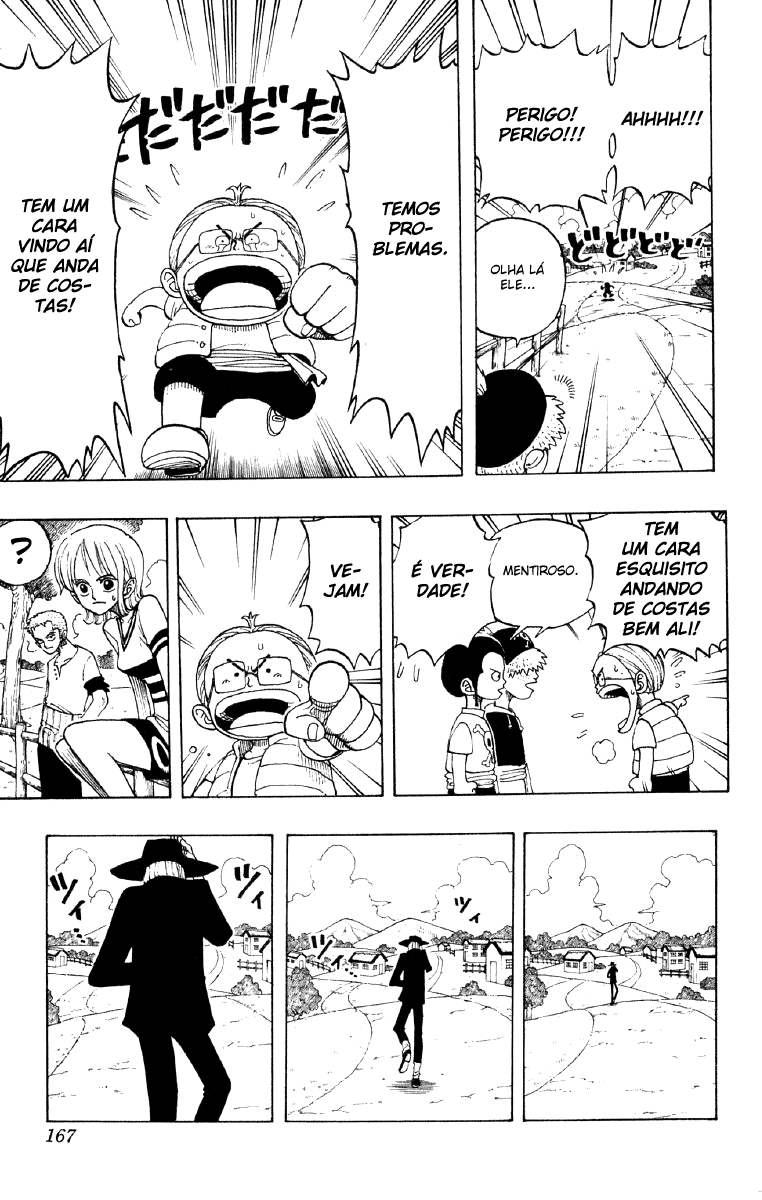 AHHHH!!!
PERIGO!
PERIGO!!!
どどどど
OLHA LÁ
ELE...
だだだだ
TEMOS
PRO-
BLEMAS.
TEM UM
CARA
VINDO AÍ
QUE ANDA
DE COS-
TAS!
TEM
UM CARA
ESQUISITO
ANDANDO
DE COSTAS
BEM ALI!
MENTIROSO.
É VER-
DADE!
VE-
JAM!
?
ツィ
ツィ
ツィ
ツィ
167